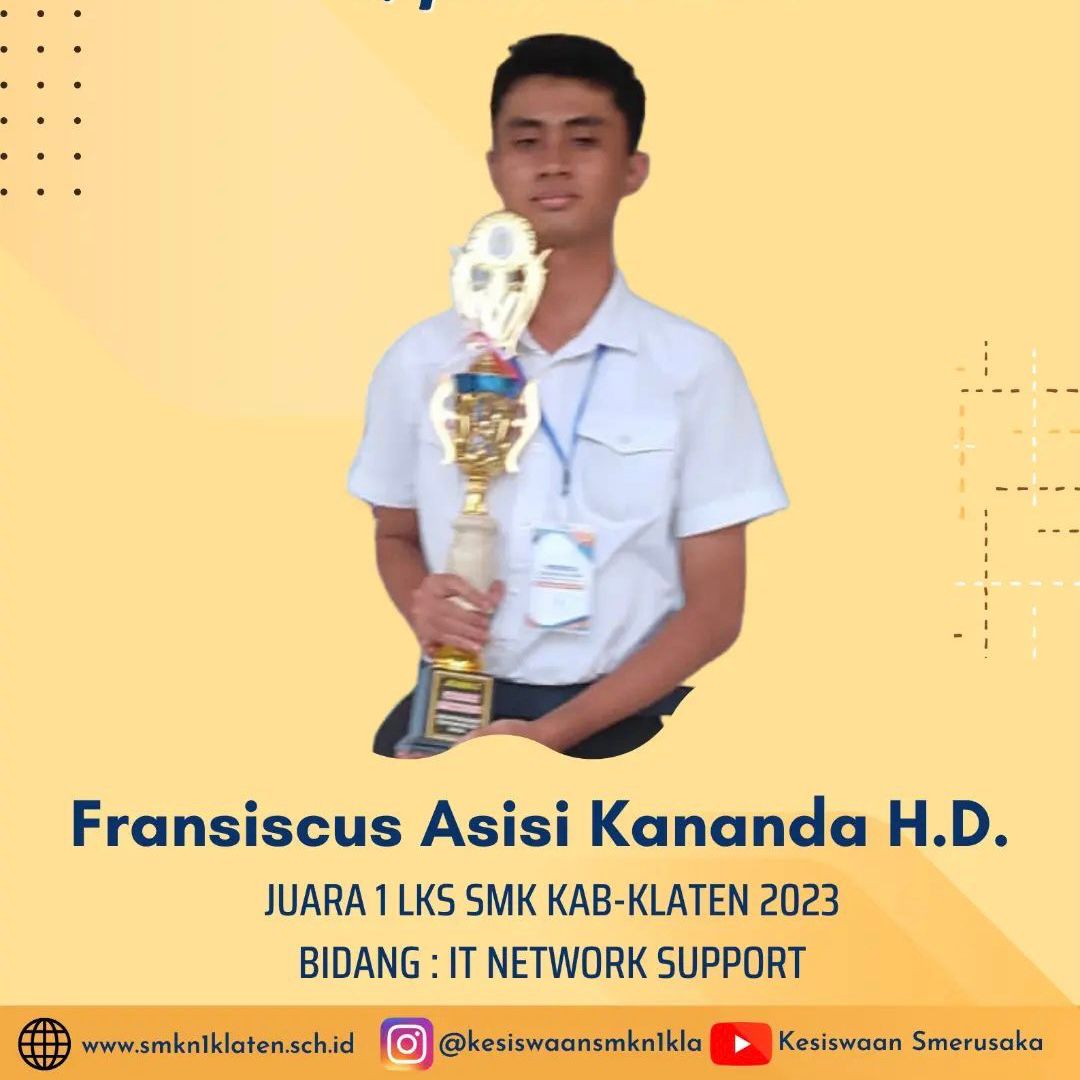 Fransiscus Asisi Kananda H.D.
JUARA 1 LKS SMK KAB-KLATEN 2023
BIDANG : IT NETWORK SUPPORT
www.smkn1klaten.sch.id @kesiswaansmkn1kla Kesiswaan Smerusaka